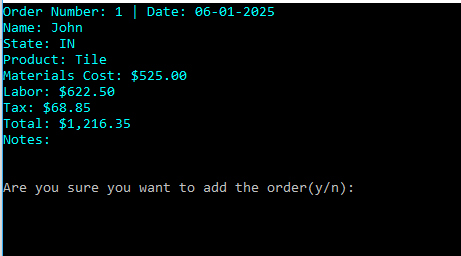 Order Number: 1 | Date: 06-01-2025
Name: John
State: IN
Product: Tile
Materials Cost: $525.00
Labor: $622.50
Tax: $68.85
Total: $1,216.35
Notes:
Are you sure you want to add the order(y/n):